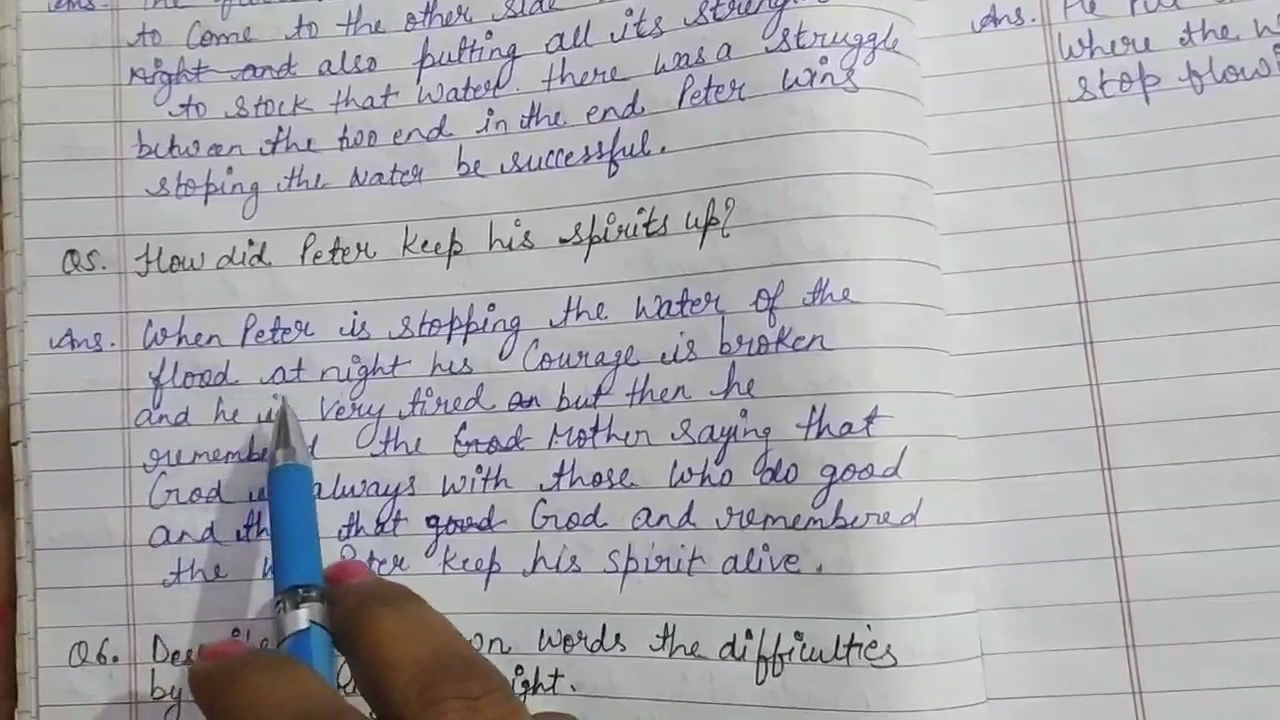 Ans.
to come to the other side
right and also putting all its
to stock that water. there was a struggle
between the two end in the end Peter wins
stoping the water be successful.
Q5. How did Peter keep his spirits up?
Ans. When Peter is stopping the water of the
flood at night his courage is broken
and he very tired an but then he
the God Mother saying that
God always with those who do good
and that good God and remembered
the keep his spirit alive.
Q6. words the difficulties
by
Ans. He
where the
stop